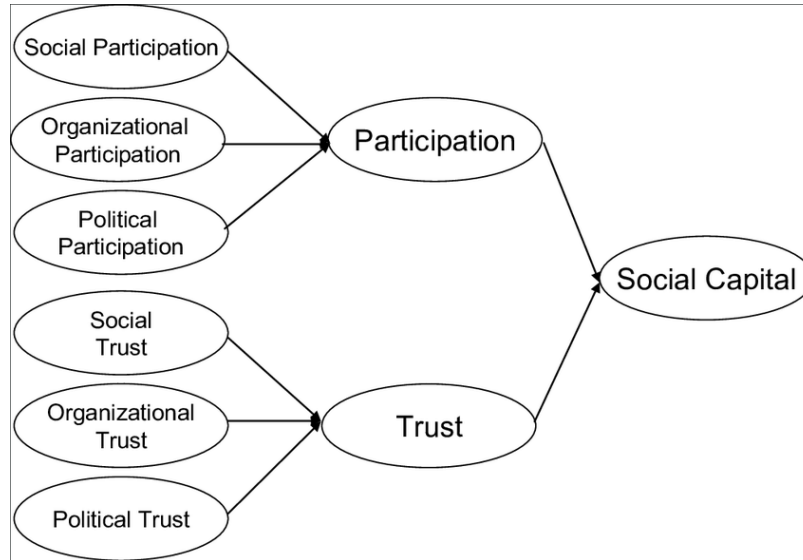 Social Participation
Organizational
Participation
Participation
Political
Participation
Social Capital
Social
Trust
Organizational
Trust
Trust
Political Trust